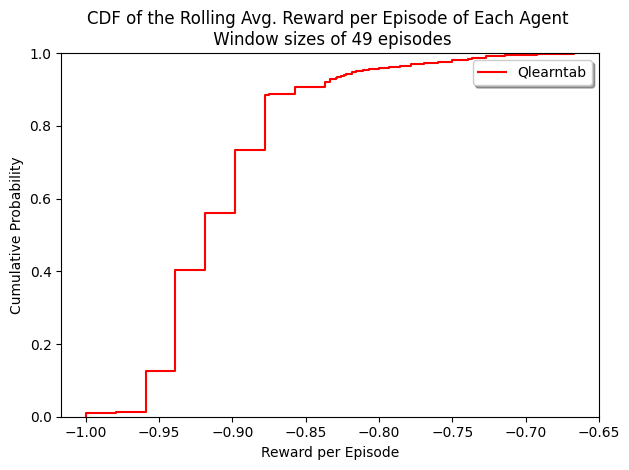 CDF of the Rolling Avg. Reward per Episode of Each Agent
Window sizes of 49 episodes
Qlearntab
Cumulative Probability
1.0
0.8
0.6
0.4
0.2
0.0
−1.00 −0.95 −0.90 −0.85 −0.80 −0.75 −0.70 −0.65
Reward per Episode